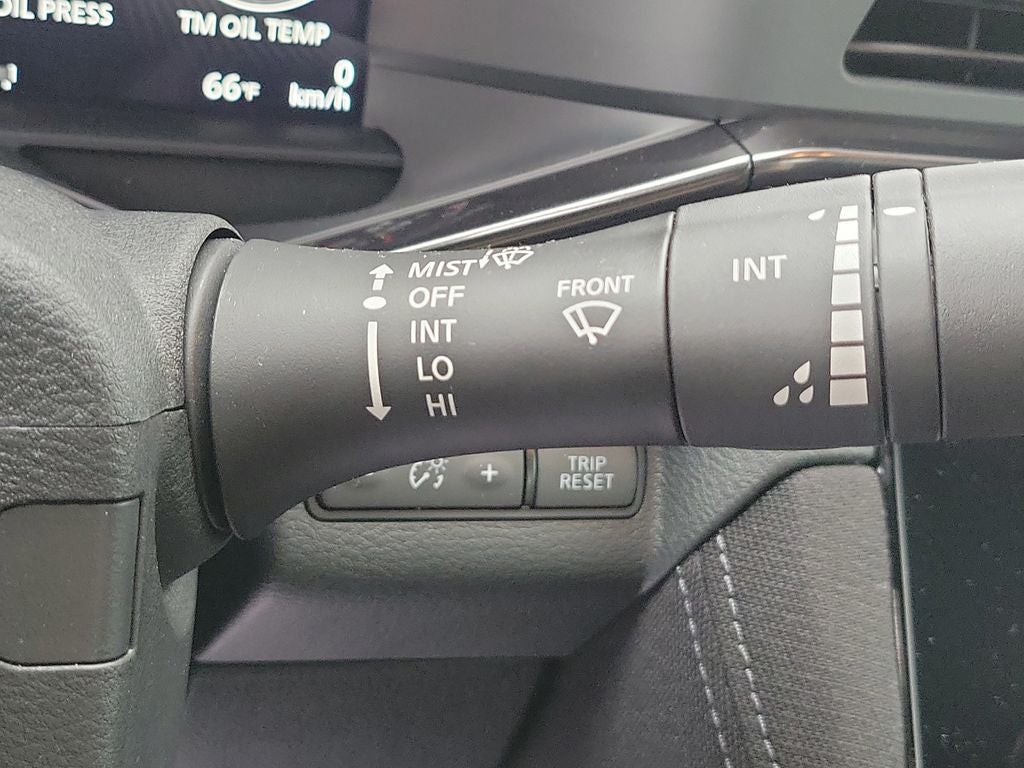 OIL PRESS
TM OIL TEMP
66°F
0
km/h
MIST
OFF
INT
LO
HI
FRONT
INT
+
TRIP
RESET